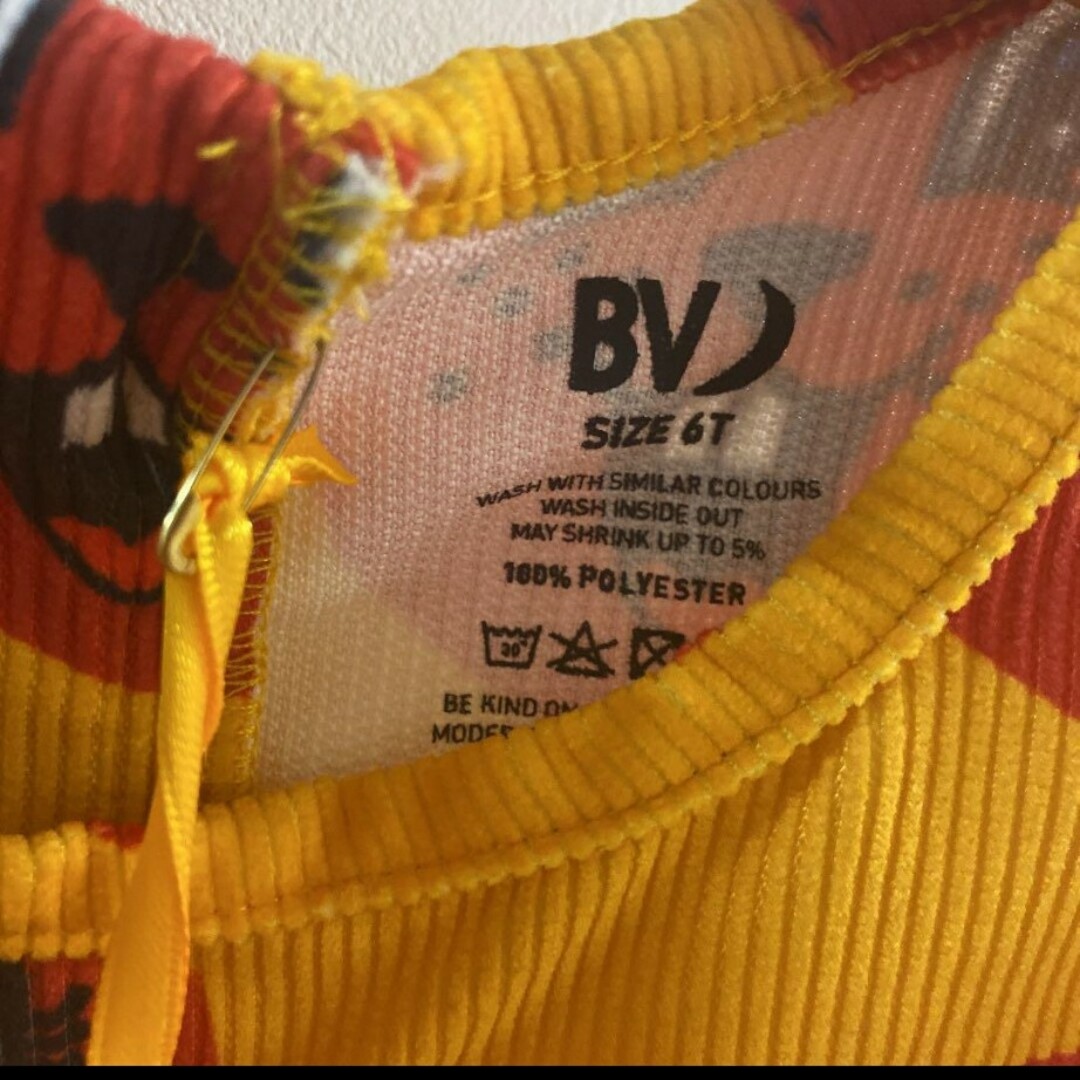 BV
SIZE 6T
WASH WITH SIMILAR COLOURS
WASH INSIDE OUT
MAY SHRINK UP TO 5%
100% POLYESTER
30°
BE KIND ON